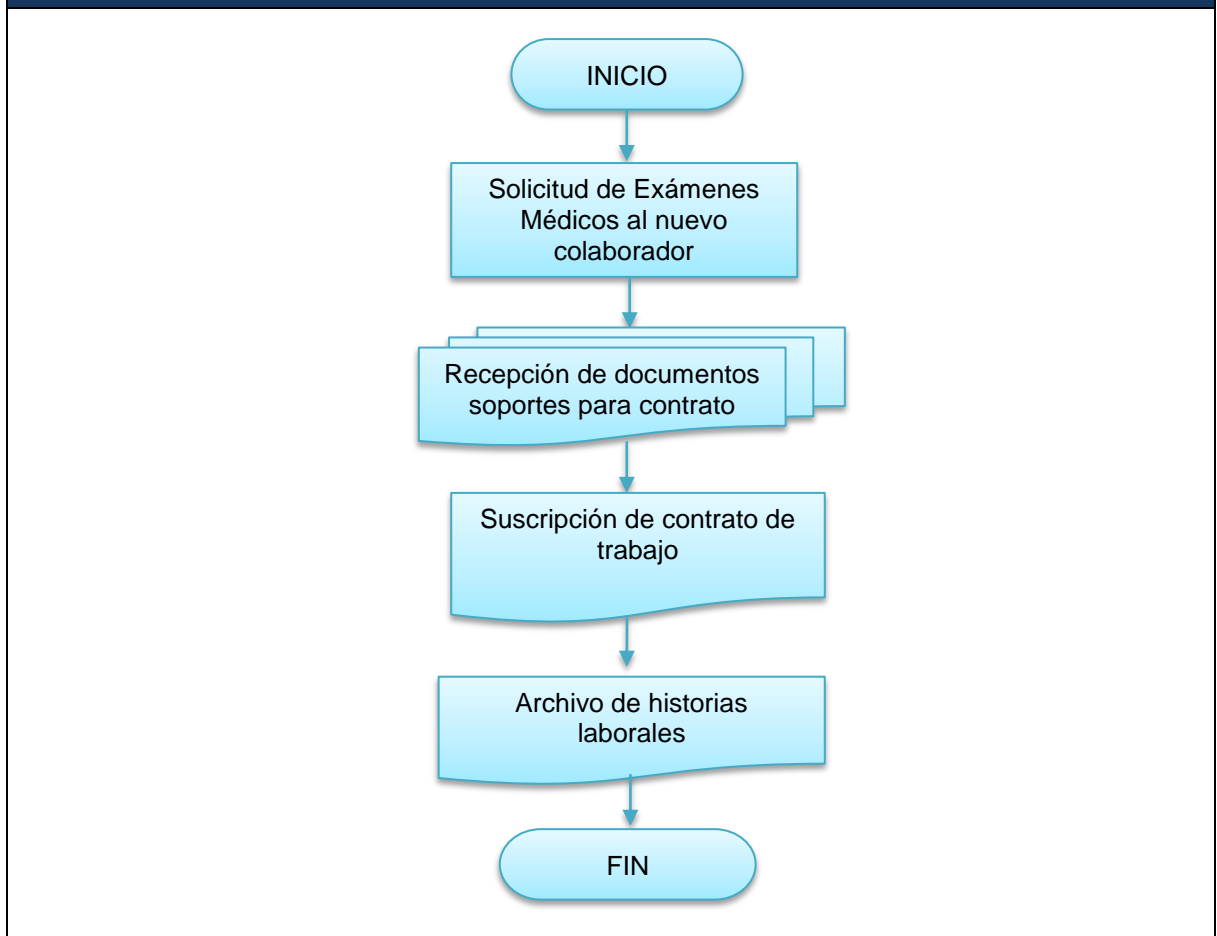 INICIO
Solicitud de Exámenes
Médicos al nuevo
colaborador
Recepción de documentos
soportes para contrato
Suscripción de contrato de
trabajo
Archivo de historias
laborales
FIN